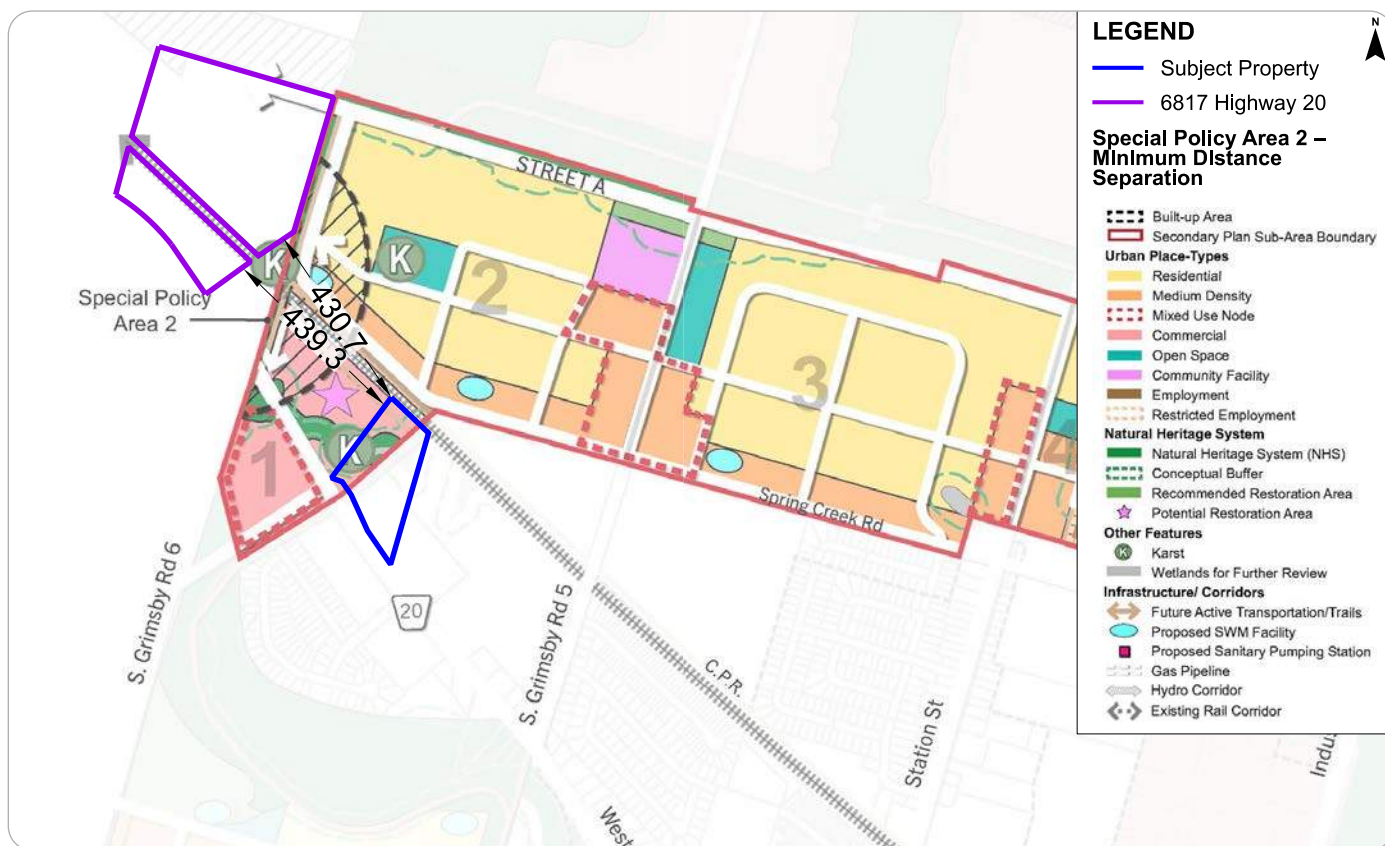 LEGEND
N
Subject Property
6817 Highway 20
Special Policy Area 2 –
Minimum Distance
Separation
Built-up Area
Secondary Plan Sub-Area Boundary
Urban Place-Types
Residential
Medium Density
Mixed Use Node
Commercial
Open Space
Community Facility
Employment
Restricted Employment
Natural Heritage System
Natural Heritage System (NHS)
Conceptual Buffer
Recommended Restoration Area
Potential Restoration Area
Other Features
K
Karst
Wetlands for Further Review
Infrastructure/ Corridors
Future Active Transportation/Trails
Proposed SWM Facility
Proposed Sanitary Pumping Station
Gas Pipeline
Hydro Corridor
Existing Rail Corridor
STREET A
K
K
2
Special Policy
Area 2
430.7
439.3
3
4
1
K
Spring Creek Rd
S. Grimsby Rd 6
20
S. Grimsby Rd 5
C.P.R.
Station St
West